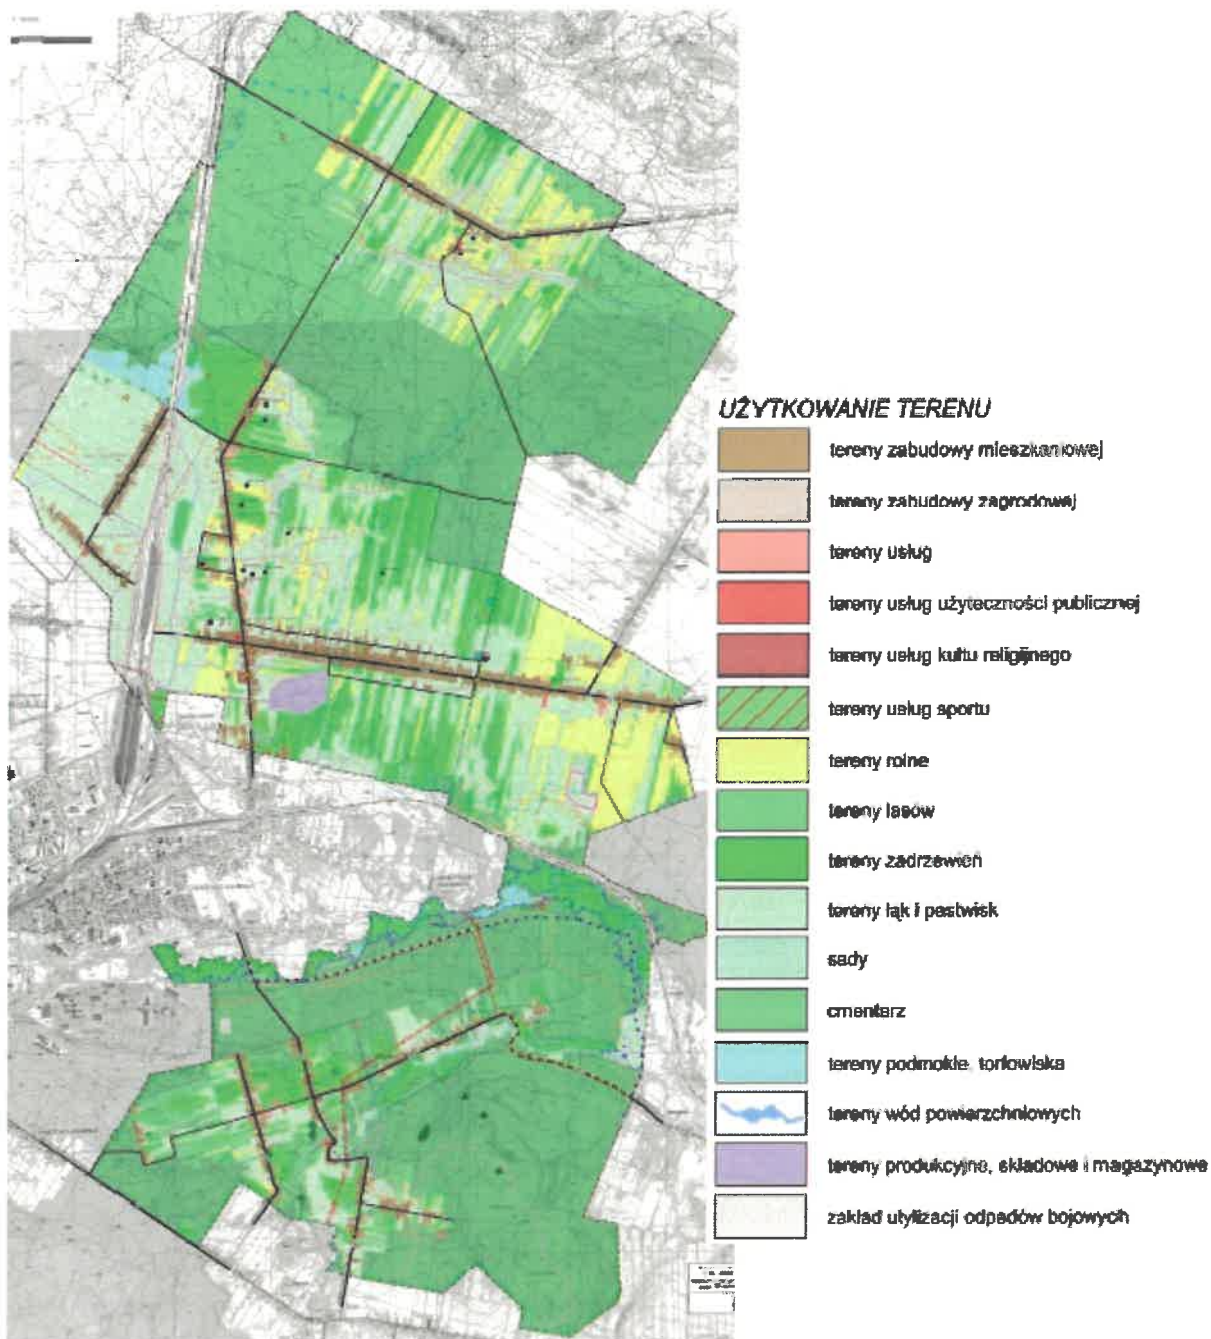 UŻYTKOWANIE TERENU
tereny zabudowy mieszkaniowej
tereny zabudowy zagrodowej
tereny usług
tereny usług użyteczności publicznej
tereny usług kultu religijnego
tereny usług sportu
tereny rolne
tereny lasów
tereny zadrzewień
tereny łąk i pastwisk
sady
cmentarz
tereny podmokłe, torfowiska
tereny wód powierzchniowych
tereny produkcyjne, składowe i magazynowe
zakład utylizacji odpadów bojowych